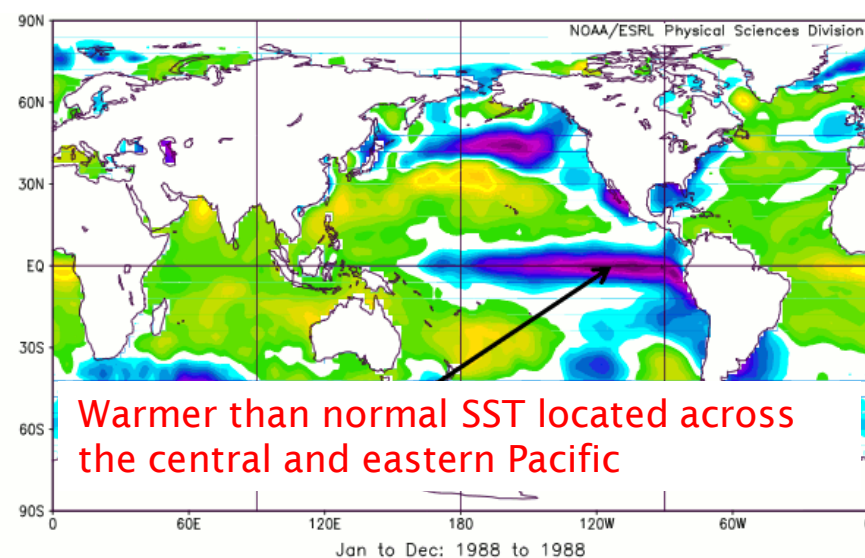 NOAA/ESRL Physical Sciences Division
90N
60N
30N
EQ
30S
60S
90S
Warmer than normal SST located across
the central and eastern Pacific
0 60E 120E 180 120W 60W
Jan to Dec: 1988 to 1988